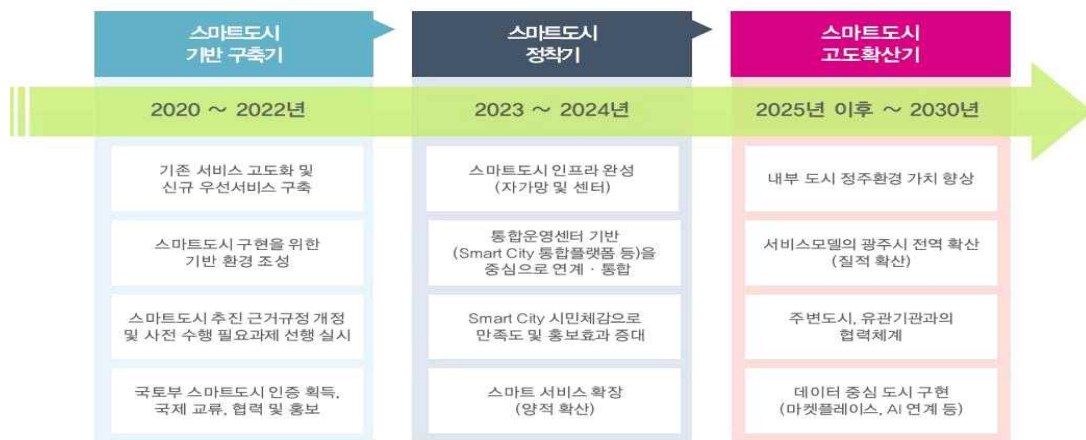 스마트도시
기반 구축기
스마트도시
정착기
스마트도시
고도확산기
2020 ~ 2022년
2023 ~ 2024년
2025년 이후 ~ 2030년
기존 서비스 고도화 및
신규 우선서비스 구축
스마트도시 구현을 위한
기반 환경 조성
스마트도시 추진 근거규정 개정
및 사전 수행 필요과제 선행 실시
국토부 스마트도시 인증 획득,
국제 교류, 협력 및 홍보
스마트도시 인프라 완성
(자가망 및 센터)
통합운영센터 기반
(Smart City 통합플랫폼 등)을
중심으로 연계 · 통합
Smart City 시민체감으로
만족도 및 홍보효과 증대
스마트 서비스 확장
(양적 확산)
내부 도시 정주환경 가치 향상
서비스모델의 광주시 전역 확산
(질적 확산)
주변도시, 유관기관과의
협력체계
데이터 중심 도시 구현
(마켓플레이스, AI 연계 등)